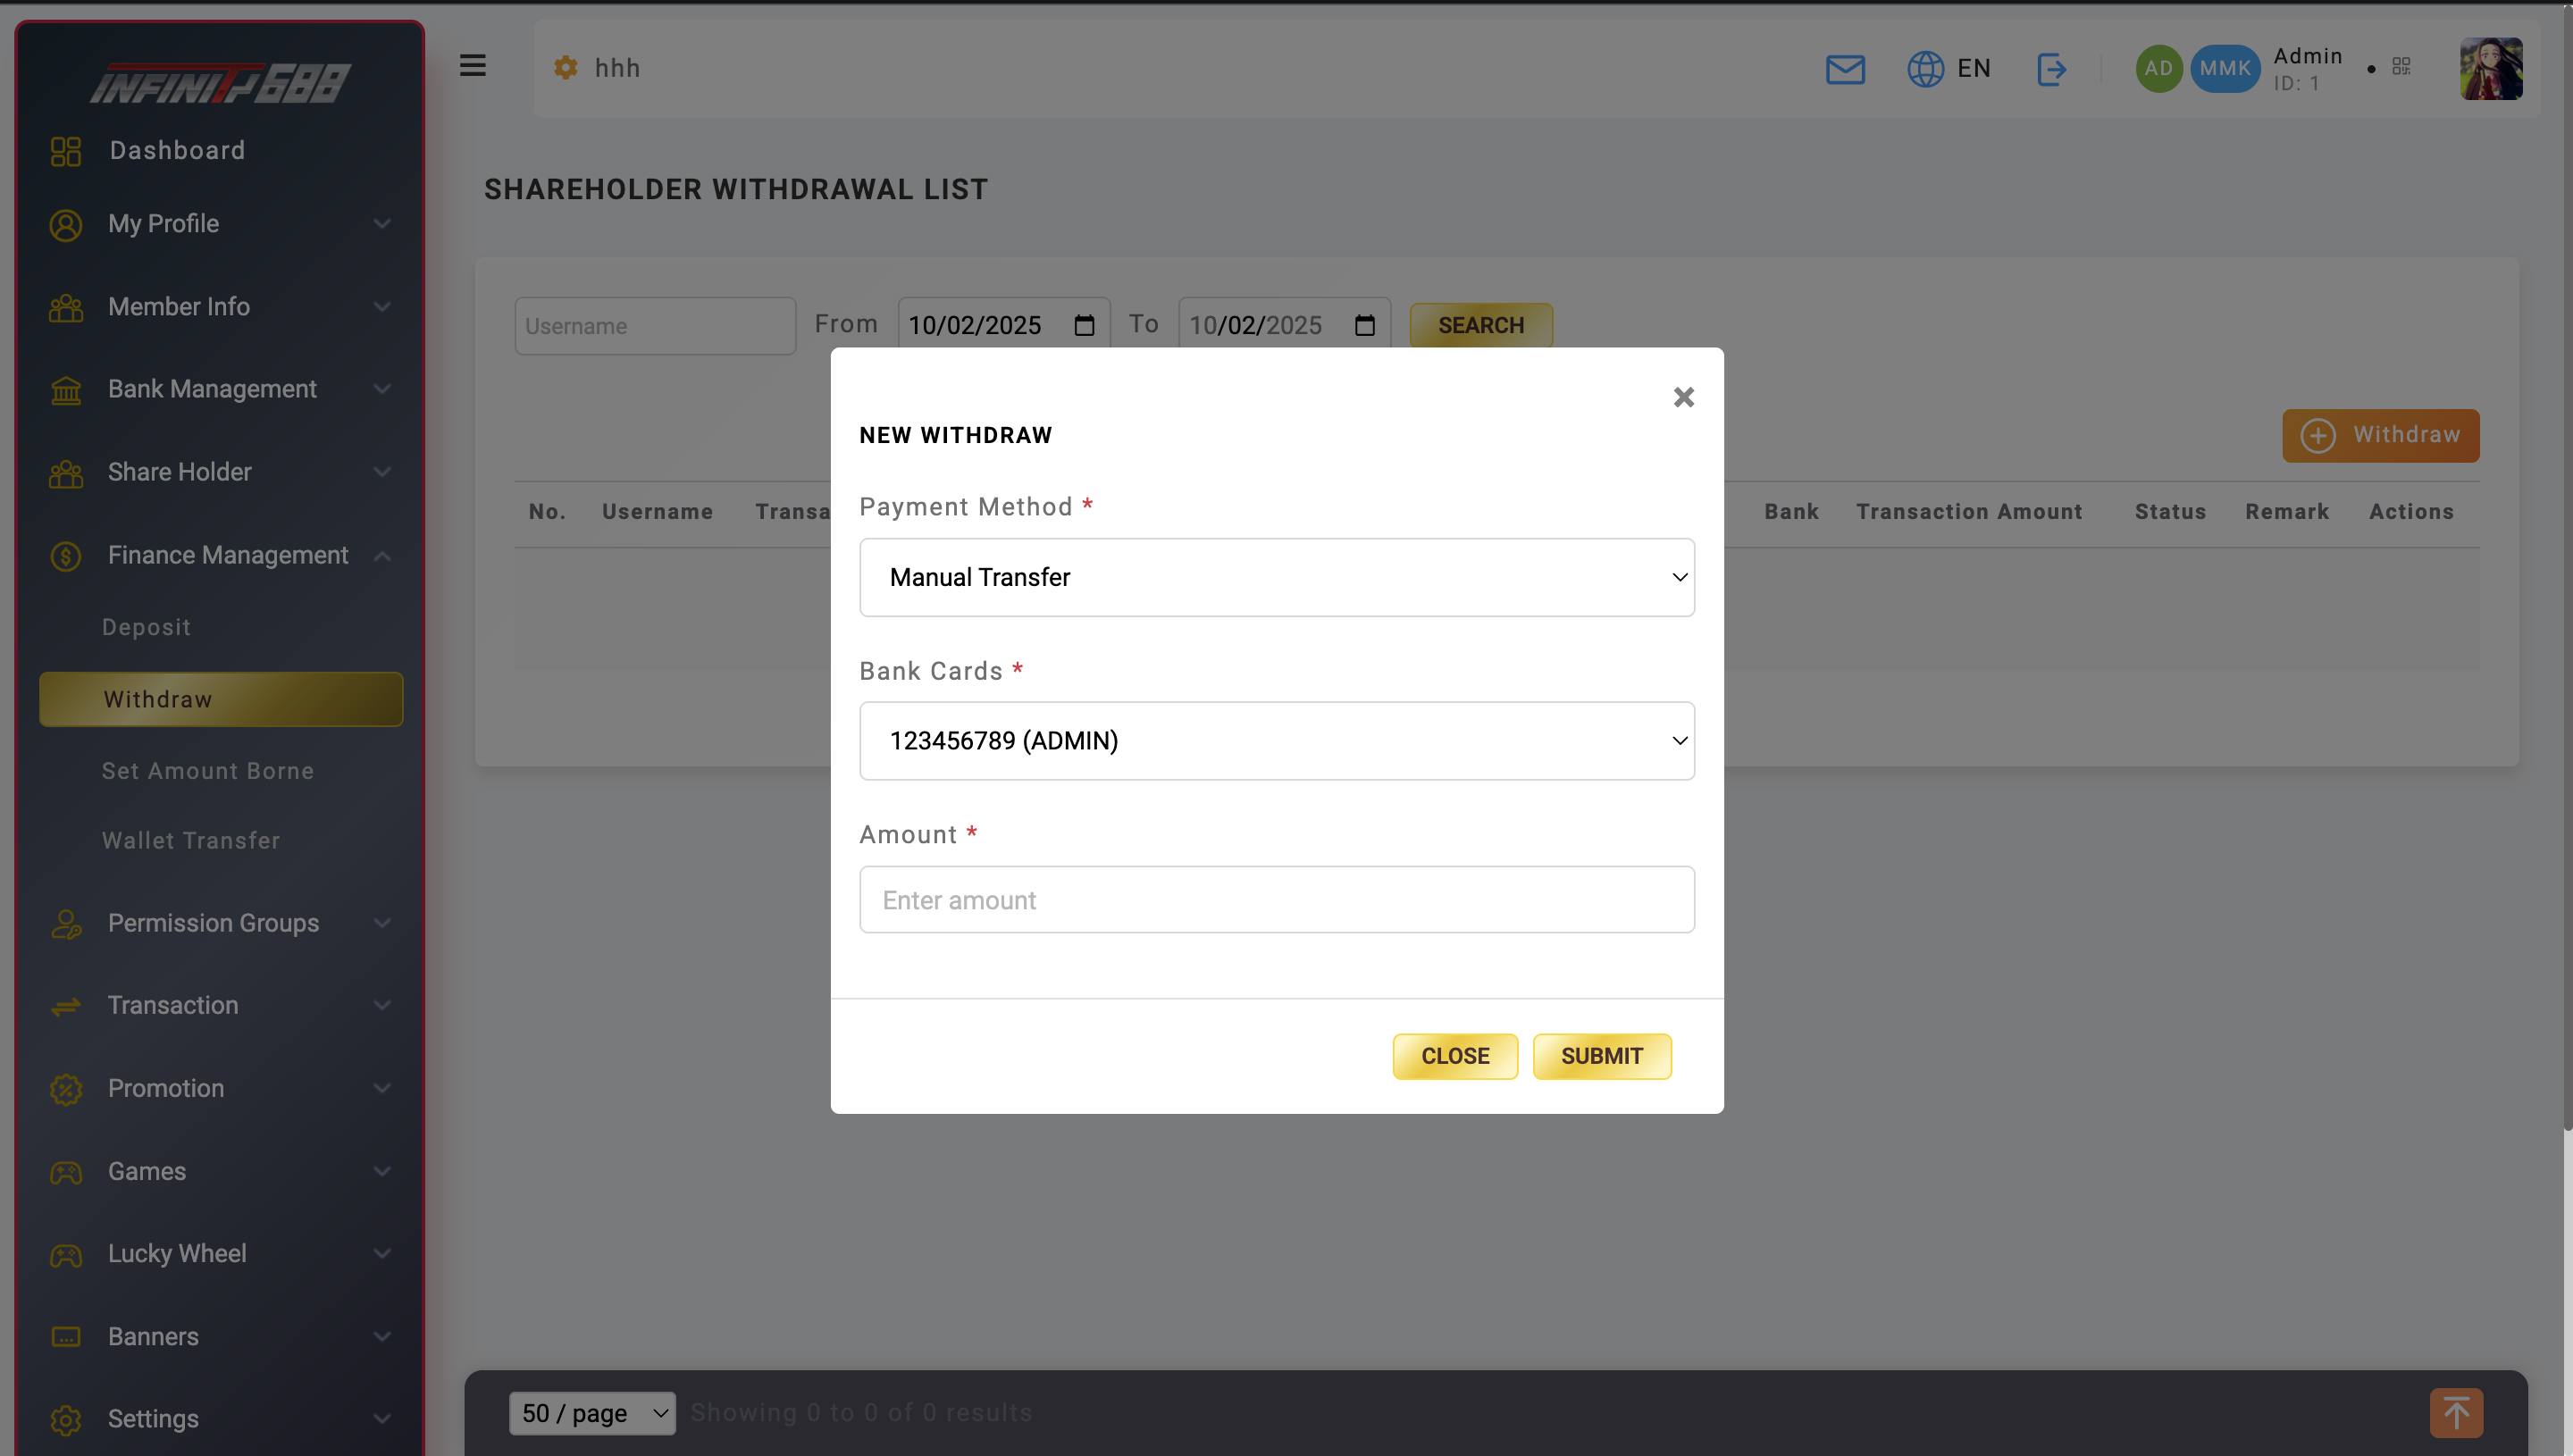 INFINITY688
hhh
EN
AD
MMK
Admin
ID: 1
Dashboard
My Profile
Member Info
Bank Management
Share Holder
Finance Management
Deposit
Withdraw
Set Amount Borne
Wallet Transfer
Permission Groups
Transaction
Promotion
Games
Lucky Wheel
Banners
Settings
SHAREHOLDER WITHDRAWAL LIST
Username From 10/02/2025 To 10/02/2025 SEARCH
Withdraw
No. Username Transa Bank Transaction Amount Status Remark Actions
NEW WITHDRAW
Payment Method *
Manual Transfer
Bank Cards *
123456789 (ADMIN)
Amount *
Enter amount
CLOSE SUBMIT
50 / page Showing 0 to 0 of 0 results